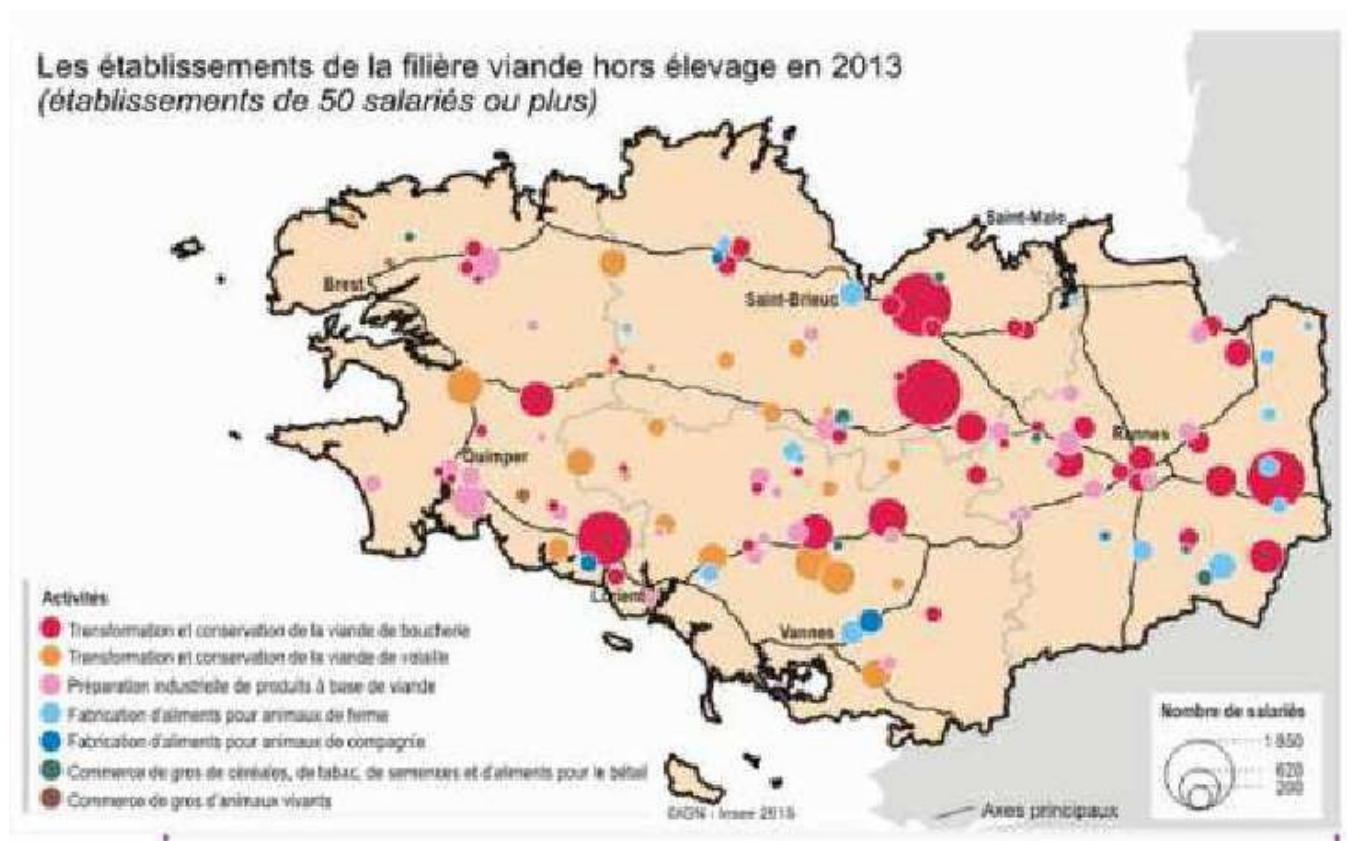 Les établissements de la filière viande hors élevage en 2013
(établissements de 50 salariés ou plus)
Saint-Malo
Brest
Saint-Brieuc
Rennes
Quimper
Lorient
Vannes
Activités
Transformation et conservation de la viande de boucherie
Transformation et conservation de la viande de volaille
Préparation industrielle de produits à base de viande
Fabrication d'aliments pour animaux de ferme
Fabrication d'aliments pour animaux de compagnie
Commerce de gros de céréales, de tabac, de semences et d'aliments pour le bétail
Commerce de gros d'animaux vivants
Nombre de salariés
620
200
Axes principaux